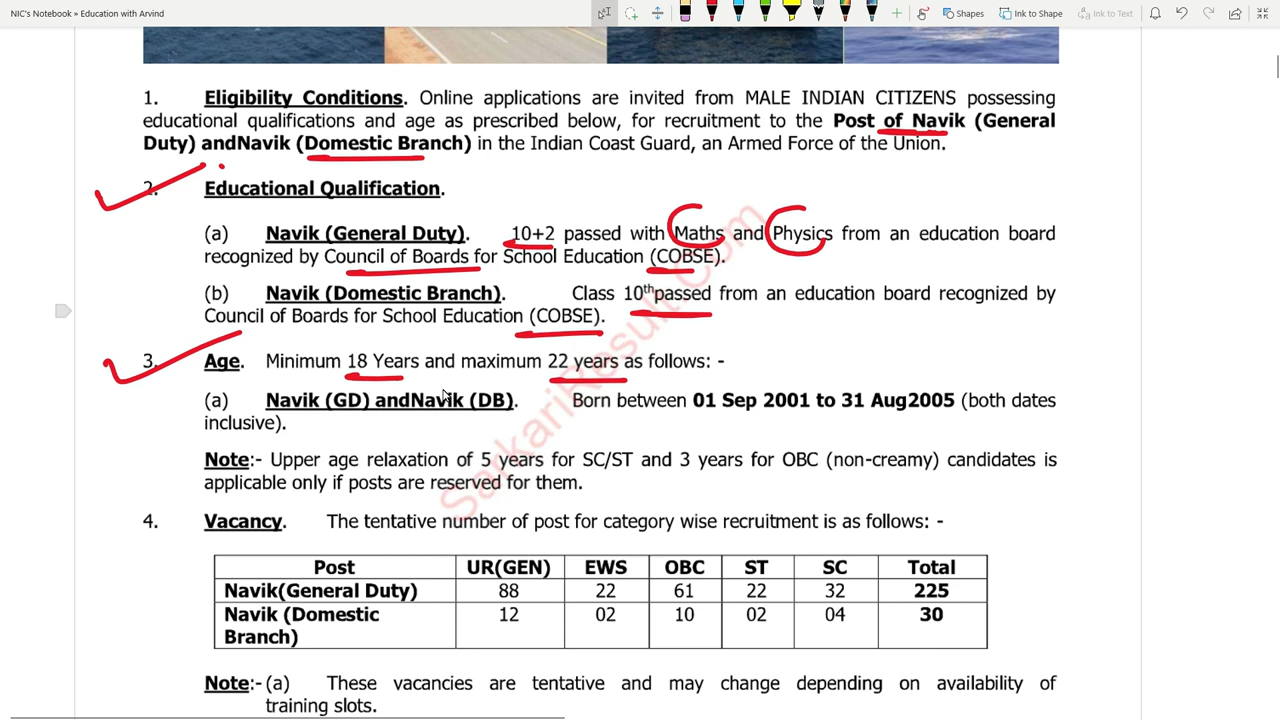 NIC's Notebook » Education with Arvind
Shapes Ink to Shape Ink to Text
1. Eligibility Conditions. Online applications are invited from MALE INDIAN CITIZENS possessing
educational qualifications and age as prescribed below, for recruitment to the Post of Navik (General
Duty) andNavik (Domestic Branch) in the Indian Coast Guard, an Armed Force of the Union.
2. Educational Qualification.
(a) Navik (General Duty). 10+2 passed with Maths and Physics from an education board
recognized by Council of Boards for School Education (COBSE).
(b) Navik (Domestic Branch). Class 10thpassed from an education board recognized by
Council of Boards for School Education (COBSE).
3. Age. Minimum 18 Years and maximum 22 years as follows: -
(a) Navik (GD) andNavik (DB). Born between 01 Sep 2001 to 31 Aug2005 (both dates
inclusive).
Note:- Upper age relaxation of 5 years for SC/ST and 3 years for OBC (non-creamy) candidates is
applicable only if posts are reserved for them.
4. Vacancy. The tentative number of post for category wise recruitment is as follows: -
Post UR(GEN) EWS OBC ST SC Total
Navik(General Duty) 88 22 61 22 32 225
Navik (Domestic 12 02 10 02 04 30
Branch)
Note:- (a) These vacancies are tentative and may change depending on availability of
training slots.
SarkariResult.Com